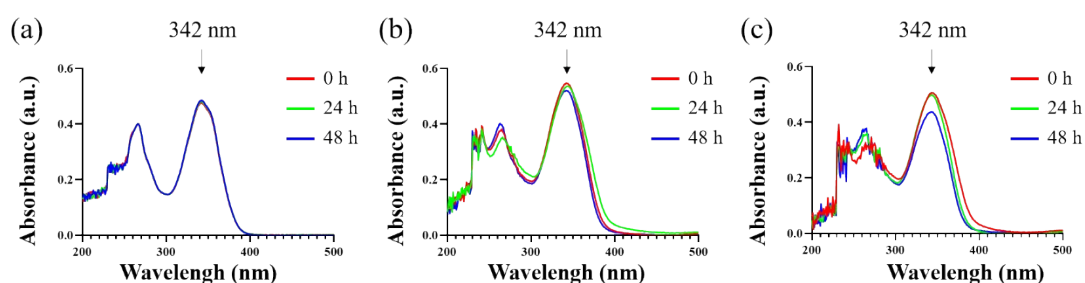 (a) 342 nm
0.6
0.4
0.2
0.0
200 300 400 500
Absorbance (a.u.)
Wavelengh (nm)
0 h
24 h
48 h
(b) 342 nm
0.6
0.4
0.2
0.0
200 300 400 500
Absorbance (a.u.)
Wavelengh (nm)
0 h
24 h
48 h
(c) 342 nm
0.6
0.4
0.2
0.0
200 300 400 500
Absorbance (a.u.)
Wavelengh (nm)
0 h
24 h
48 h